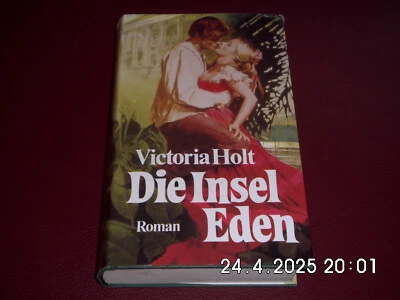 Victoria Holt
Die Insel
Roman Eden
24.4.2025 20:01